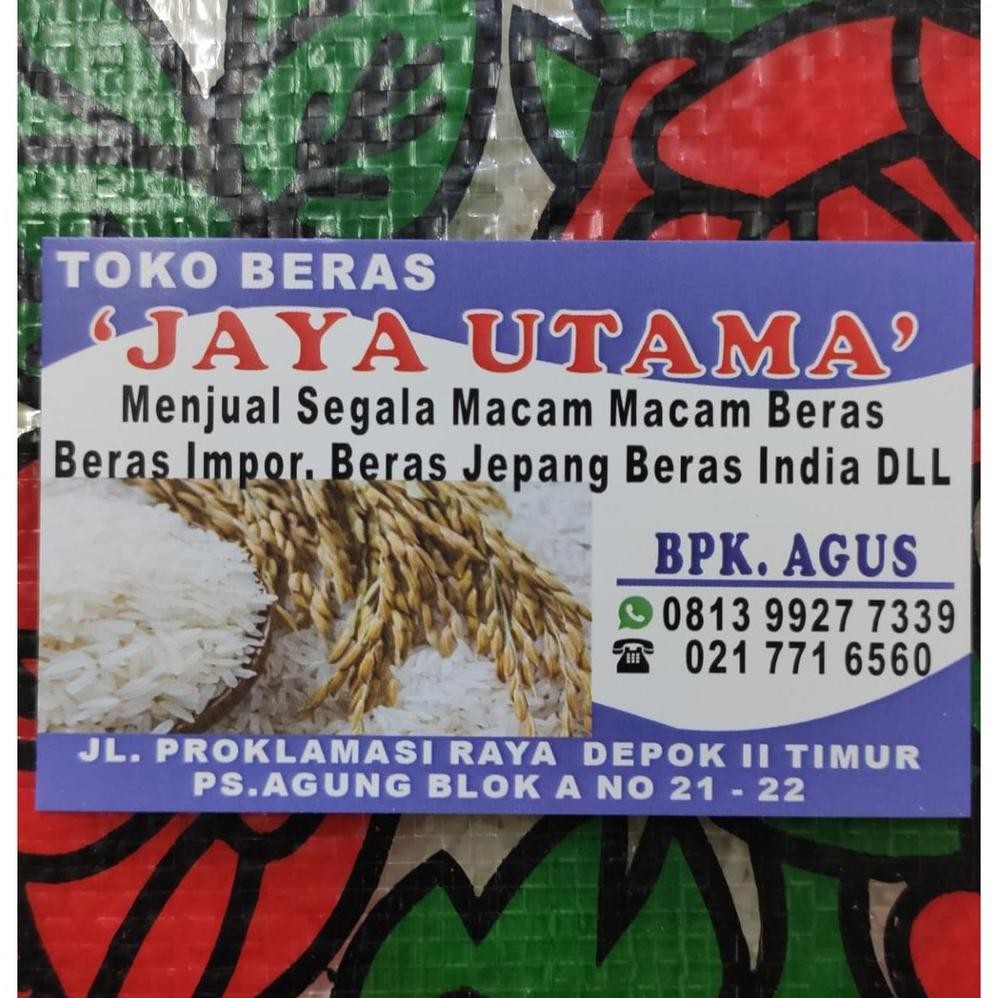 TOKO BERAS
'JAYA UTAMA'
Menjual Segala Macam Macam Beras
Beras Impor. Beras Jepang Beras India DLL
BPK. AGUS
0813 9927 7339
021 771 6560
JL. PROKLAMASI RAYA DEPOK II TIMUR
PS.AGUNG BLOK A NO 21 - 22